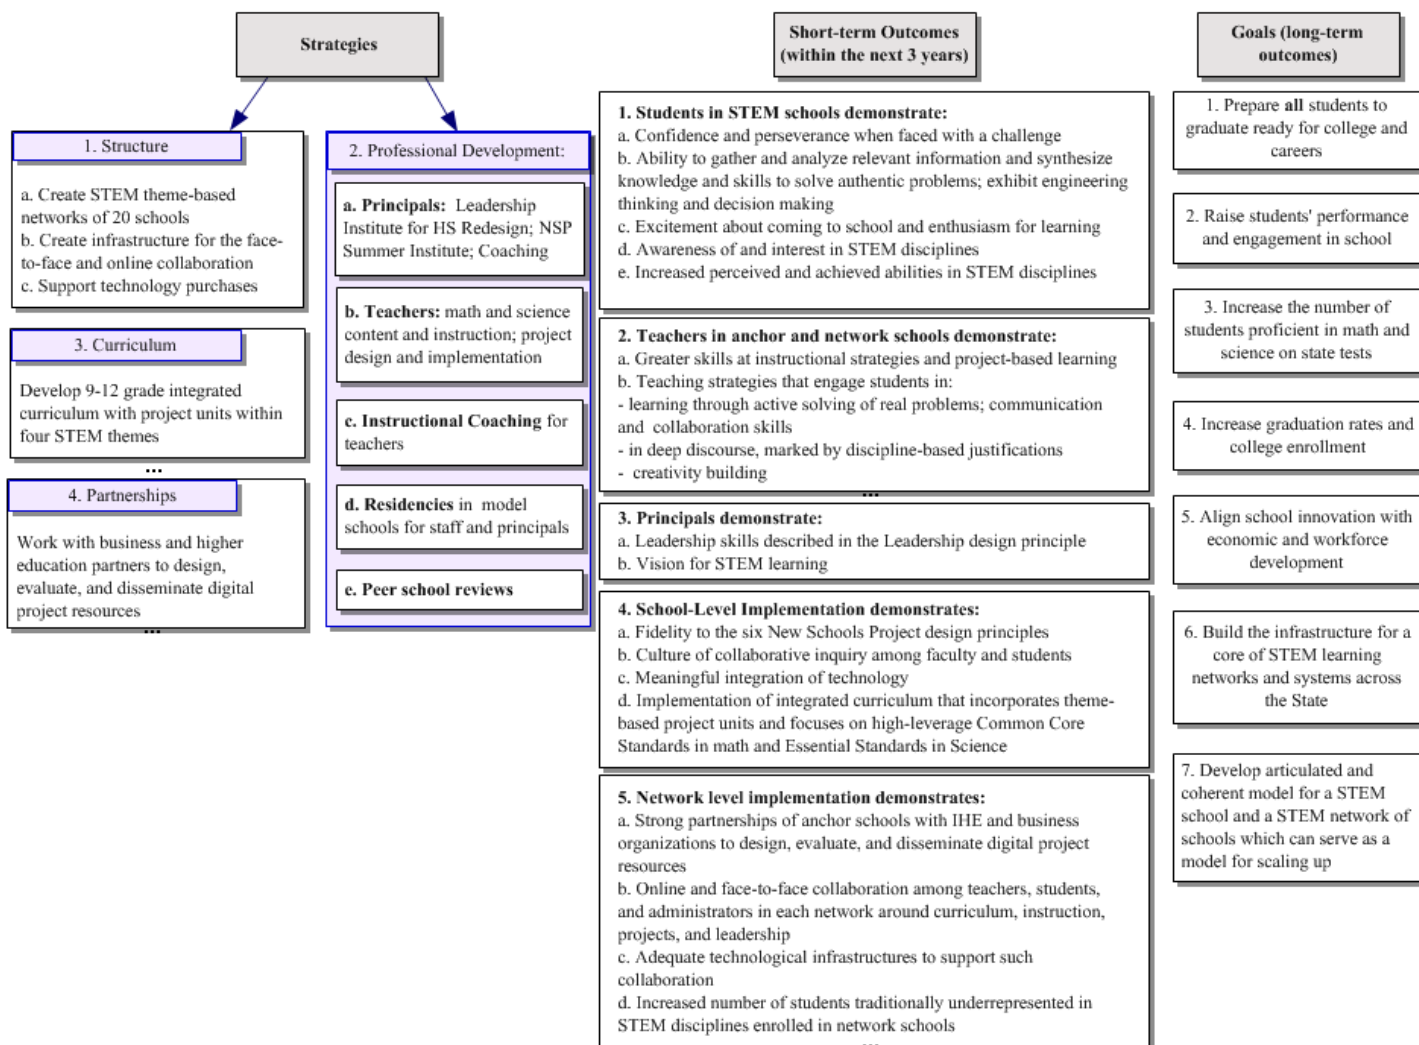 Strategies
1. Structure
a. Create STEM theme-based
networks of 20 schools
b. Create infrastructure for the face-
to-face and online collaboration
c. Support technology purchases
3. Curriculum
Develop 9-12 grade integrated
curriculum with project units within
four STEM themes
...
4. Partnerships
Work with business and higher
education partners to design,
evaluate, and disseminate digital
project resources
...
2. Professional Development:
a. Principals: Leadership
Institute for HS Redesign; NSP
Summer Institute; Coaching
b. Teachers: math and science
content and instruction; project
design and implementation
c. Instructional Coaching for
teachers
d. Residencies in model
schools for staff and principals
e. Peer school reviews
Short-term Outcomes
(within the next 3 years)
1. Students in STEM schools demonstrate:
a. Confidence and perseverance when faced with a challenge
b. Ability to gather and analyze relevant information and synthesize
knowledge and skills to solve authentic problems; exhibit engineering
thinking and decision making
c. Excitement about coming to school and enthusiasm for learning
d. Awareness of and interest in STEM disciplines
e. Increased perceived and achieved abilities in STEM disciplines
2. Teachers in anchor and network schools demonstrate:
a. Greater skills at instructional strategies and project-based learning
b. Teaching strategies that engage students in:
- learning through active solving of real problems; communication
and collaboration skills
- in deep discourse, marked by discipline-based justifications
- creativity building
...
3. Principals demonstrate:
a. Leadership skills described in the Leadership design principle
b. Vision for STEM learning
4. School-Level Implementation demonstrates:
a. Fidelity to the six New Schools Project design principles
b. Culture of collaborative inquiry among faculty and students
c. Meaningful integration of technology
d. Implementation of integrated curriculum that incorporates theme-
based project units and focuses on high-leverage Common Core
Standards in math and Essential Standards in Science
5. Network level implementation demonstrates:
a. Strong partnerships of anchor schools with IHE and business
organizations to design, evaluate, and disseminate digital project
resources
b. Online and face-to-face collaboration among teachers, students,
and administrators in each network around curriculum, instruction,
projects, and leadership
c. Adequate technological infrastructures to support such
collaboration
d. Increased number of students traditionally underrepresented in
STEM disciplines enrolled in network schools
...
Goals (long-term
outcomes)
1. Prepare all students to
graduate ready for college and
careers
2. Raise students' performance
and engagement in school
3. Increase the number of
students proficient in math and
science on state tests
4. Increase graduation rates and
college enrollment
5. Align school innovation with
economic and workforce
development
6. Build the infrastructure for a
core of STEM learning
networks and systems across
the State
7. Develop articulated and
coherent model for a STEM
school and a STEM network of
schools which can serve as a
model for scaling up